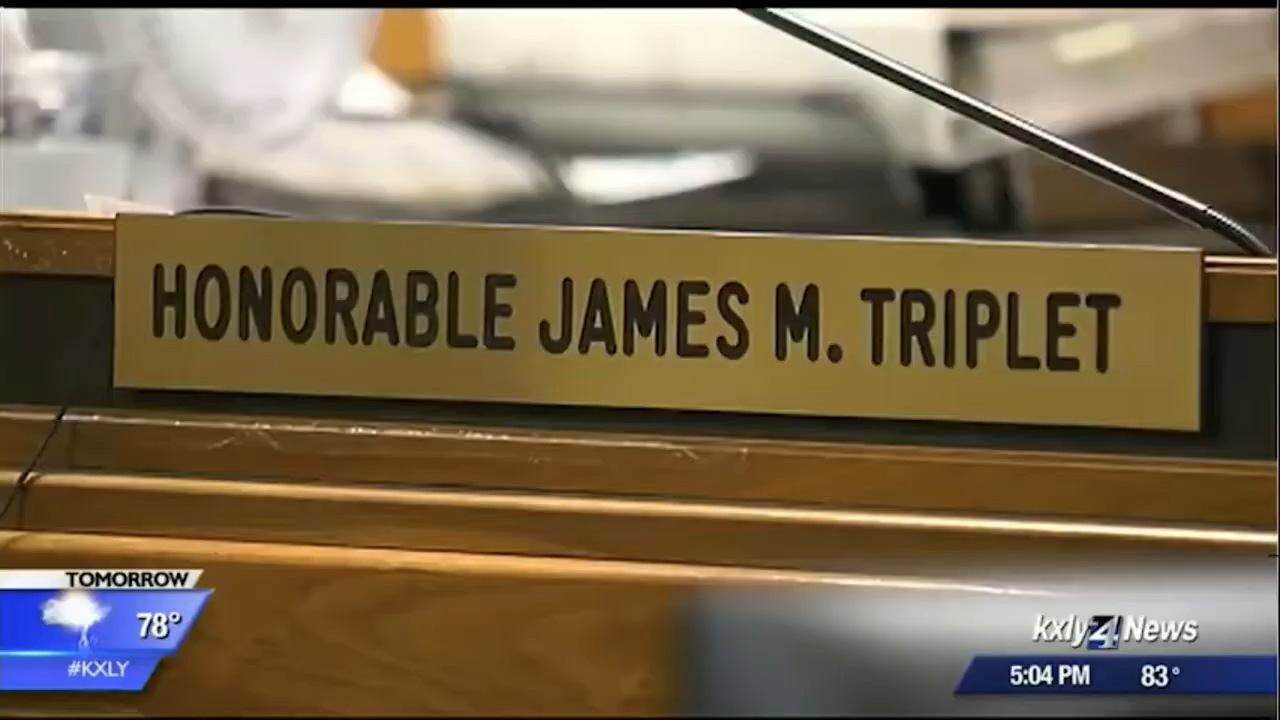 HONORABLE JAMES M. TRIPLET
TOMORROW
78°
#KXLY
kxly4 News
5:04 PM 83°